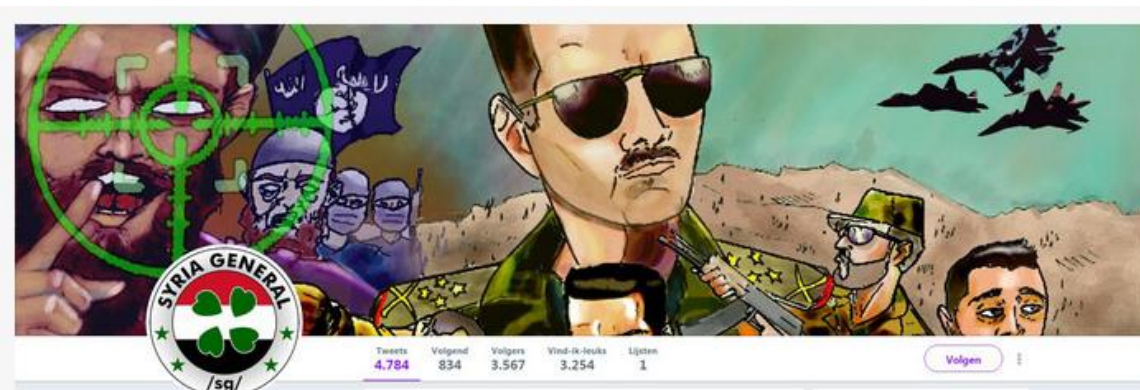 SYRIA GENERAL
/sg/
Tweets Volgend Volgers Vind-ik-leuks Lijsten
4.784 834 3.567 3.254 1
Volgen